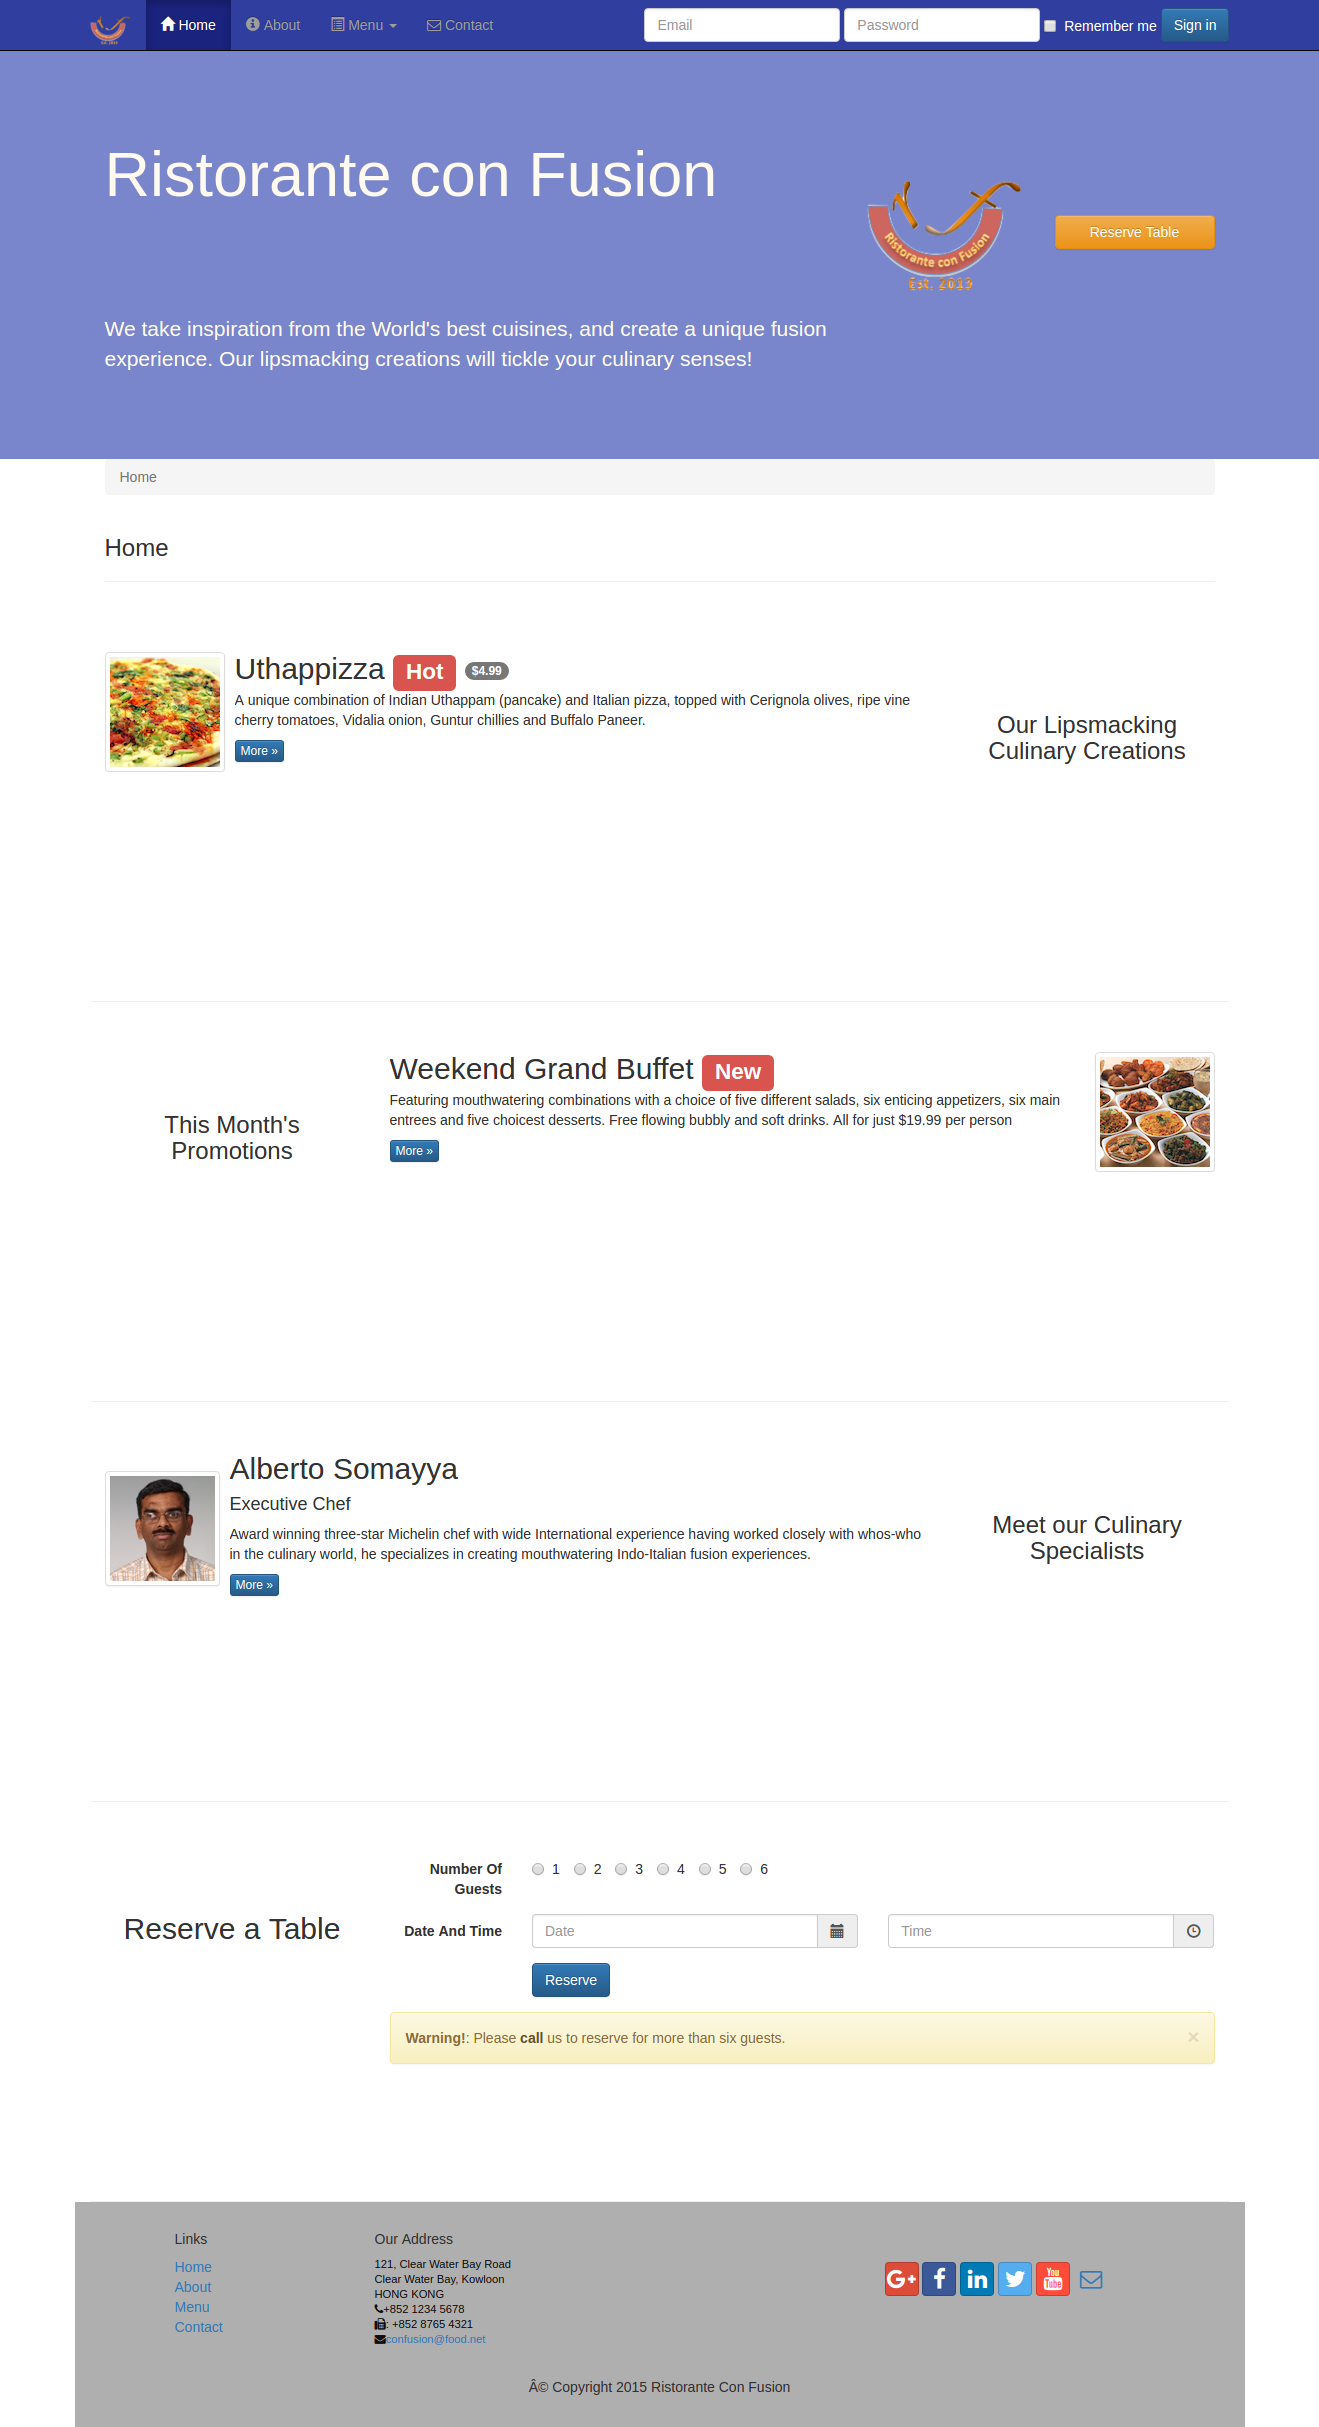 Home About Menu Contact Email Password Remember me Sign in
Ristorante con Fusion
Ristorante con Fusion
Est. 2013
Reserve Table
We take inspiration from the World's best cuisines, and create a unique fusion
experience. Our lipsmacking creations will tickle your culinary senses!
Home
Home
Uthappizza Hot $4.99
A unique combination of Indian Uthappam (pancake) and Italian pizza, topped with Cerignola olives, ripe vine
cherry tomatoes, Vidalia onion, Guntur chillies and Buffalo Paneer.
More »
Our Lipsmacking
Culinary Creations
This Month's
Promotions
Weekend Grand Buffet New
Featuring mouthwatering combinations with a choice of five different salads, six enticing appetizers, six main
entrees and five choicest desserts. Free flowing bubbly and soft drinks. All for just $19.99 per person
More »
Alberto Somayya
Executive Chef
Award winning three-star Michelin chef with wide International experience having worked closely with whos-who
in the culinary world, he specializes in creating mouthwatering Indo-Italian fusion experiences.
More »
Meet our Culinary
Specialists
Reserve a Table
Number Of
Guests
1 2 3 4 5 6
Date And Time
Date
Time
Reserve
Warning!: Please call us to reserve for more than six guests. ×
Links
Home
About
Menu
Contact
Our Address
121, Clear Water Bay Road
Clear Water Bay, Kowloon
HONG KONG
+852 1234 5678
: +852 8765 4321
confusion@food.net
G+ f in You Tube
Â© Copyright 2015 Ristorante Con Fusion